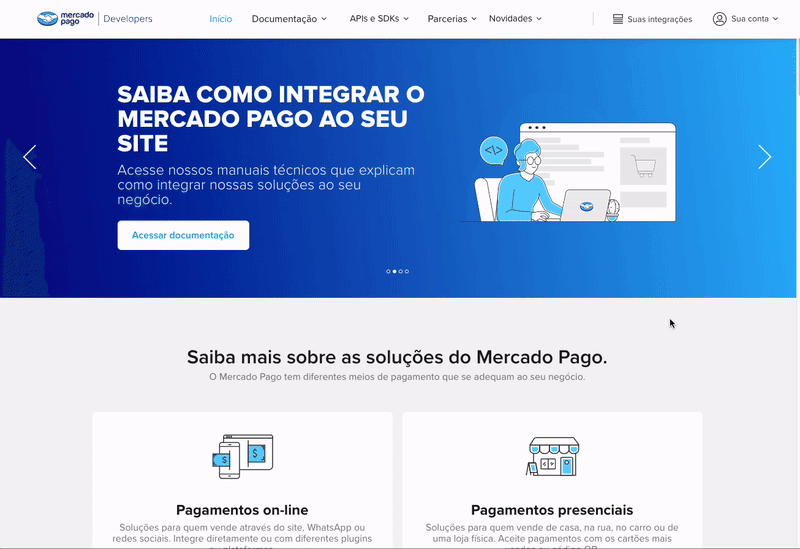 mercado
pago
Developers
Início
Documentação
APIs e SDKs
Parcerias
Novidades
Suas integrações
Sua conta
SAIBA COMO INTEGRAR O
MERCADO PAGO AO SEU
SITE
Acesse nossos manuais técnicos que explicam
como integrar nossas soluções ao seu
negócio.
Acessar documentação
</>
Saiba mais sobre as soluções do Mercado Pago.
O Mercado Pago tem diferentes meios de pagamento que se adequam ao seu negócio.
$
$
Pagamentos on-line
Soluções para quem vende através do site, WhatsApp ou
redes sociais. Integre diretamente ou com diferentes plugins
Pagamentos presenciais
Soluções para quem vende de casa, na rua, no carro ou de
uma loja física. Aceite pagamentos com os cartões mais